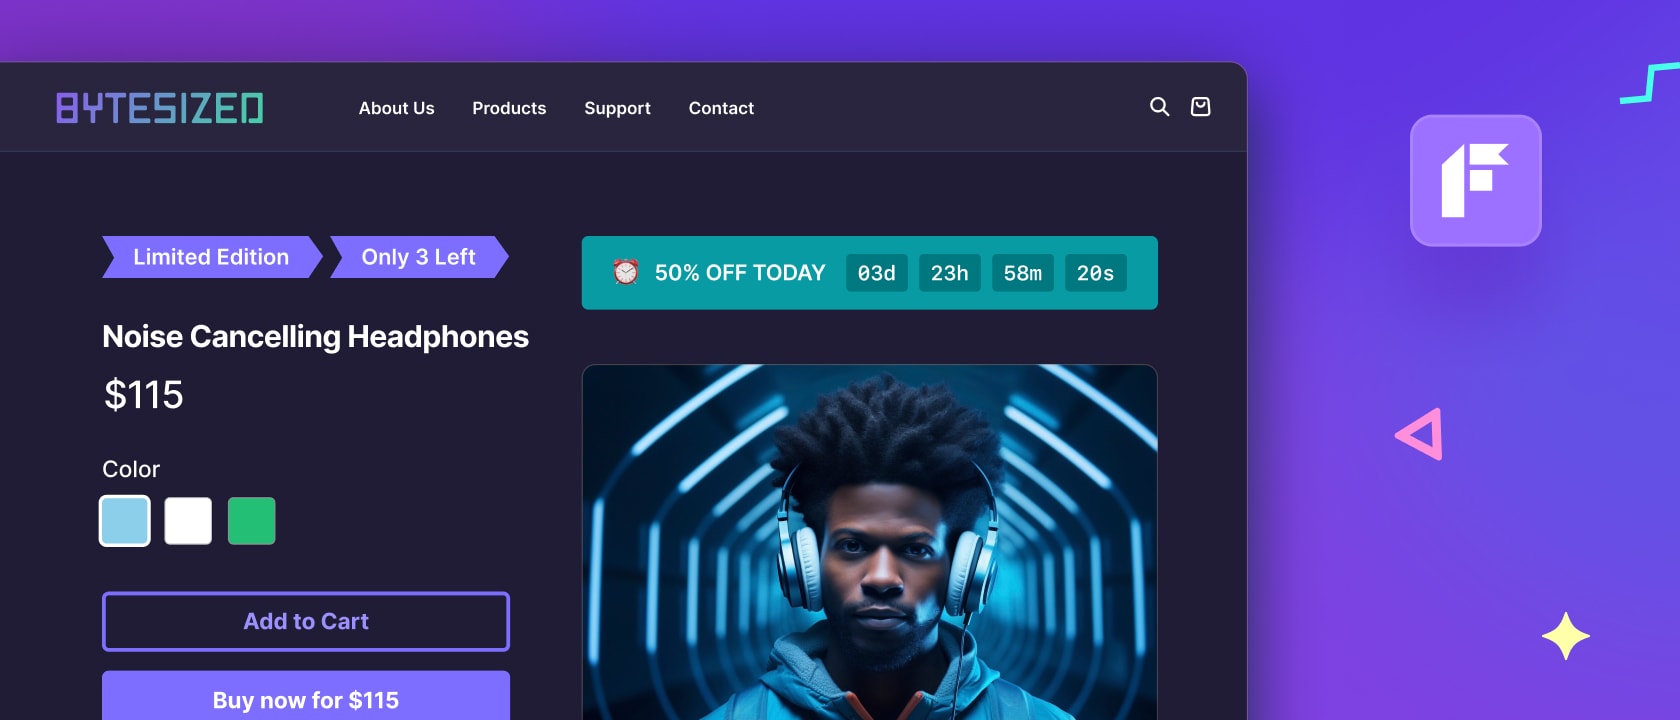 BYTESIZED
About Us
Products
Support
Contact
Limited Edition
Only 3 Left
⏰ 50% OFF TODAY 03d 23h 58m 20s
Noise Cancelling Headphones
$115
Color
Add to Cart
Buy now for $115
F